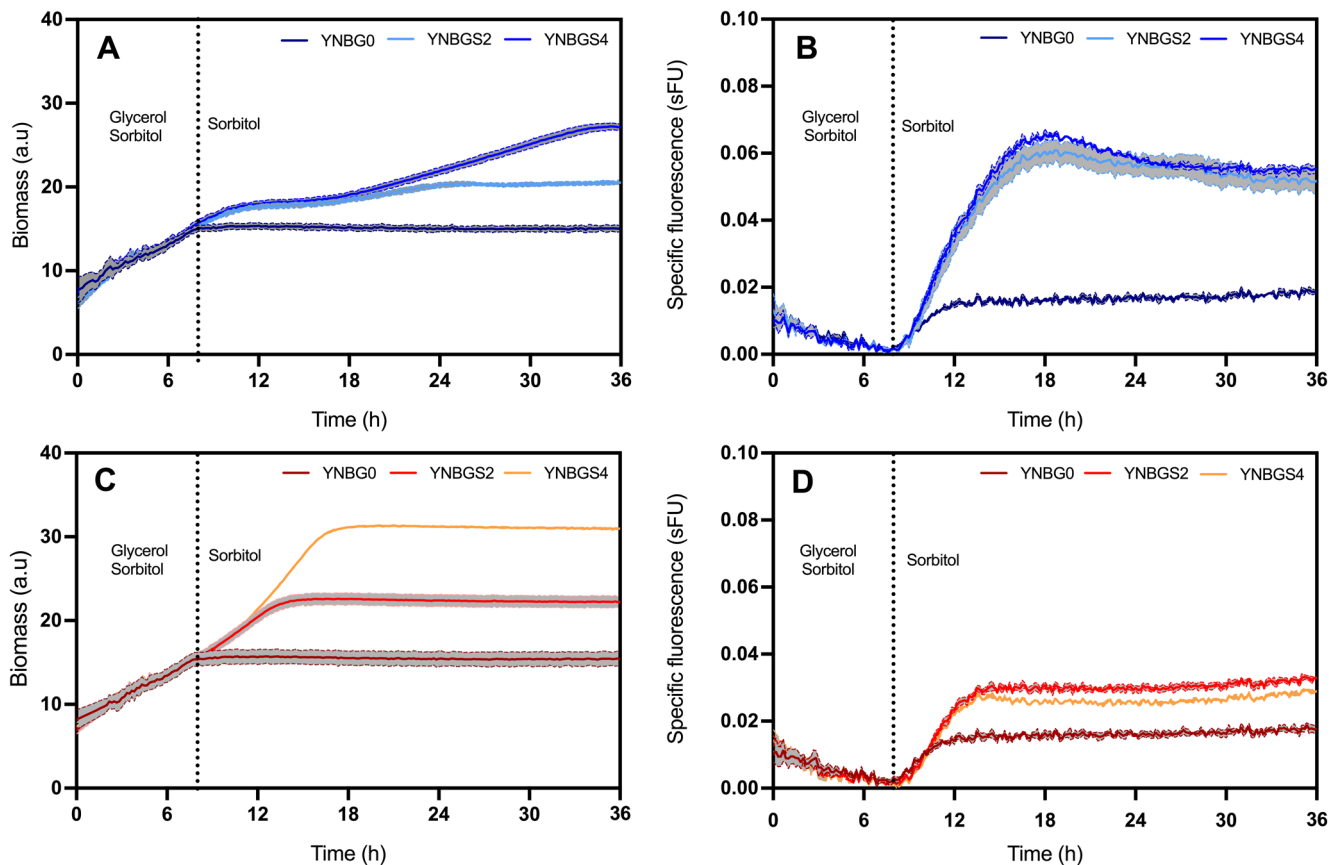 A
YNBG0 YNBGS2 YNBGS4
Glycerol
Sorbitol
Sorbitol
Biomass (a.u)
40
30
20
10
0
0 6 12 18 24 30 36
Time (h)
B
YNBG0 YNBGS2 YNBGS4
Glycerol
Sorbitol
Sorbitol
Specific fluorescence (sFU)
0.10
0.08
0.06
0.04
0.02
0.00
0 6 12 18 24 30 36
Time (h)
C
YNBG0 YNBGS2 YNBGS4
Glycerol
Sorbitol
Sorbitol
Biomass (a.u)
40
30
20
10
0
0 6 12 18 24 30 36
Time (h)
D
YNBG0 YNBGS2 YNBGS4
Glycerol
Sorbitol
Sorbitol
Specific fluorescence (sFU)
0.10
0.08
0.06
0.04
0.02
0.00
0 6 12 18 24 30 36
Time (h)